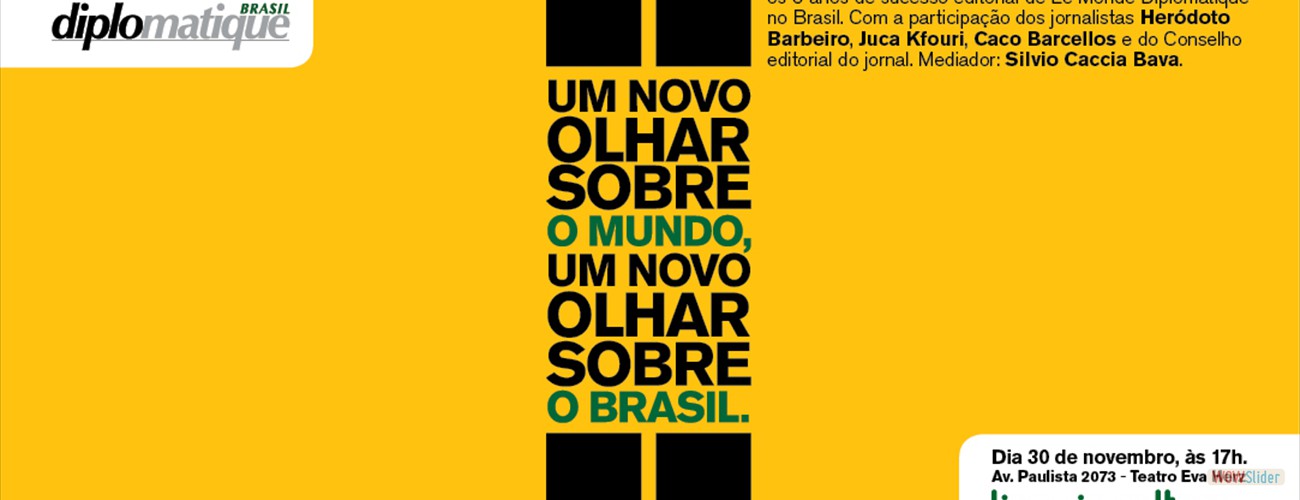 BRASIL
diplomatique
no Brasil. Com a participação dos jornalistas Heródoto
Barbeiro, Juca Kfouri, Caco Barcellos e do Conselho
editorial do jornal. Mediador: Silvio Caccia Bava.
UM NOVO
OLHAR
SOBRE
O MUNDO,
UM NOVO
OLHAR
SOBRE
O BRASIL.
Dia 30 de novembro, às 17h.
Av. Paulista 2073 - Teatro Eva Herz
WOWSlider